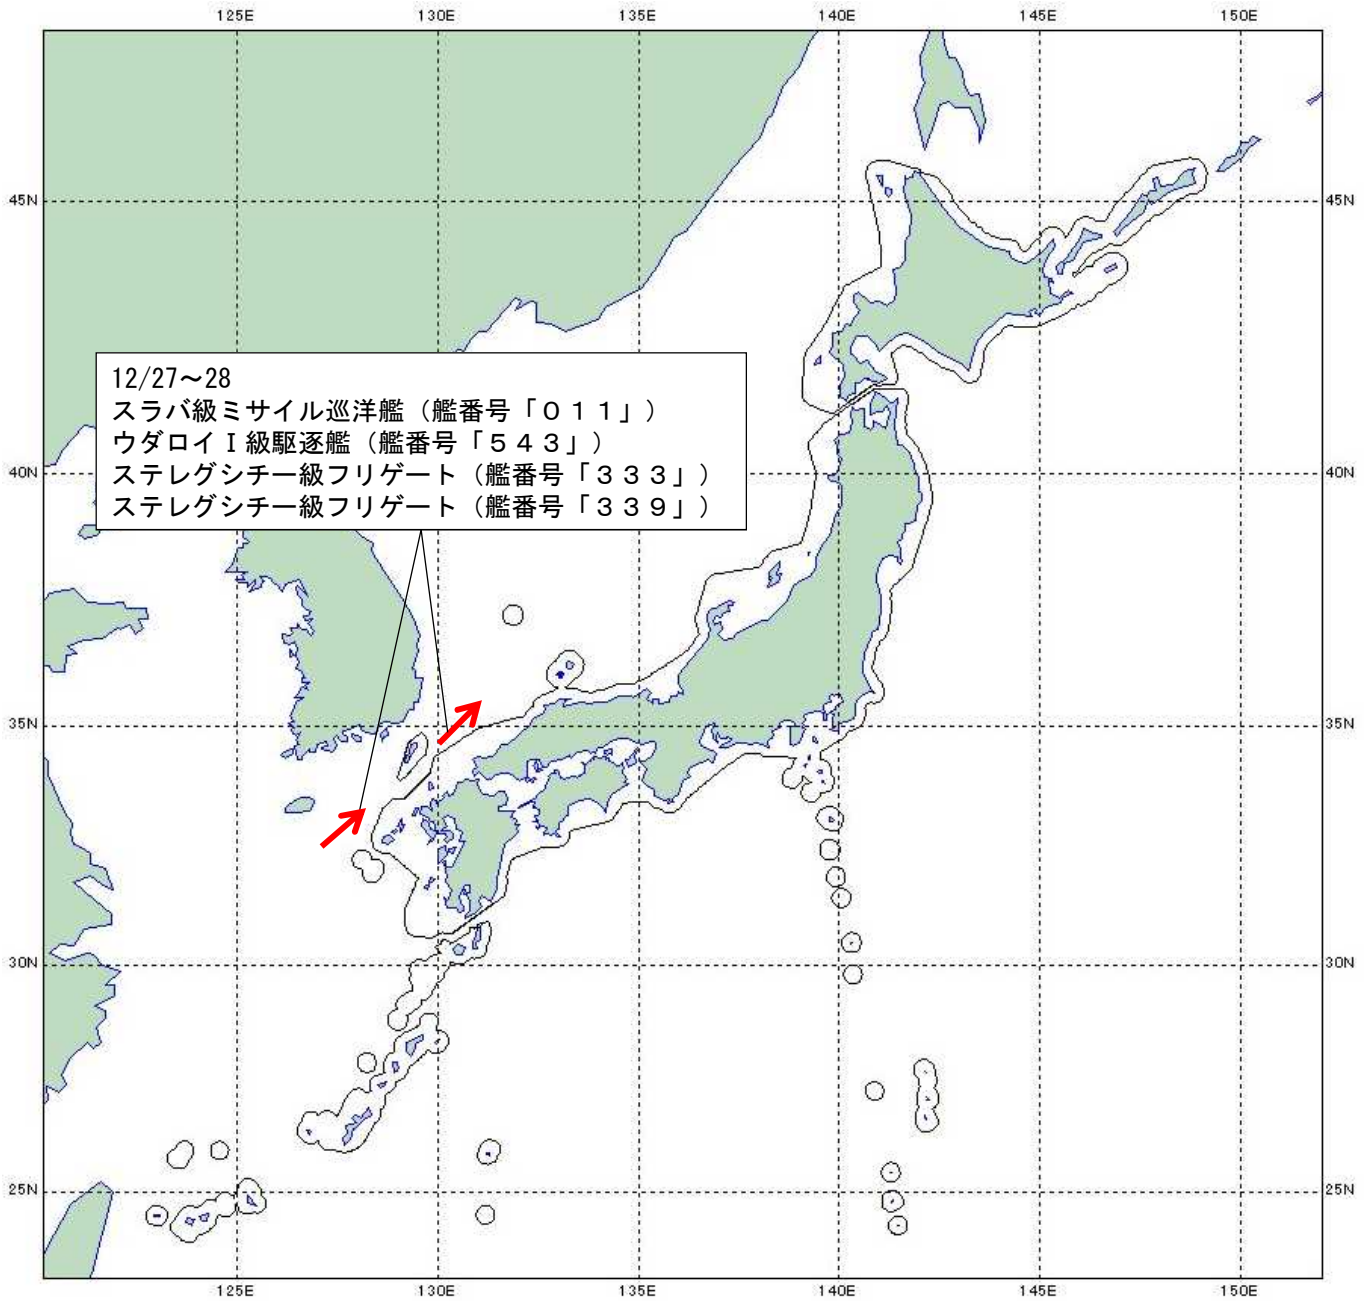 125E 130E 135E 140E 145E 150E
45N 45N
12/27～28
スラバ級ミサイル巡洋艦（艦番号「０１１」）
ウダロイⅠ級駆逐艦（艦番号「５４３」）
ステレグシチー級フリゲート（艦番号「３３３」）
ステレグシチー級フリゲート（艦番号「３３９」）
40N 40N
35N 35N
30N 30N
25N 25N
125E 130E 135E 140E 145E 150E